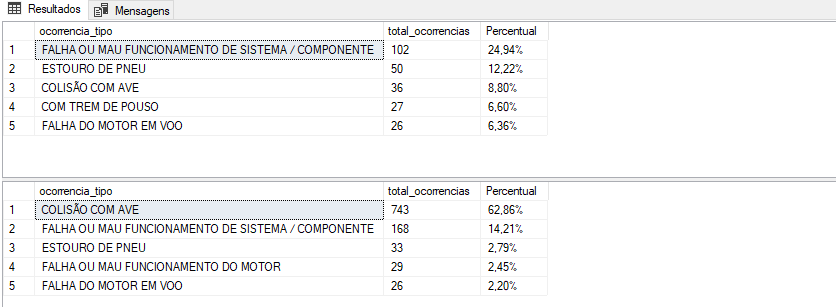 Resultados Mensagens
ocorrencia_tipo total_ocorrencias Percentual
1 FALHA OU MAU FUNCIONAMENTO DE SISTEMA / COMPONENTE 102 24,94%
2 ESTOURO DE PNEU 50 12,22%
3 COLISÃO COM AVE 36 8,80%
4 COM TREM DE POUSO 27 6,60%
5 FALHA DO MOTOR EM VOO 26 6,36%
ocorrencia_tipo total_ocorrencias Percentual
1 COLISÃO COM AVE 743 62,86%
2 FALHA OU MAU FUNCIONAMENTO DE SISTEMA / COMPONENTE 168 14,21%
3 ESTOURO DE PNEU 33 2,79%
4 FALHA OU MAU FUNCIONAMENTO DO MOTOR 29 2,45%
5 FALHA DO MOTOR EM VOO 26 2,20%